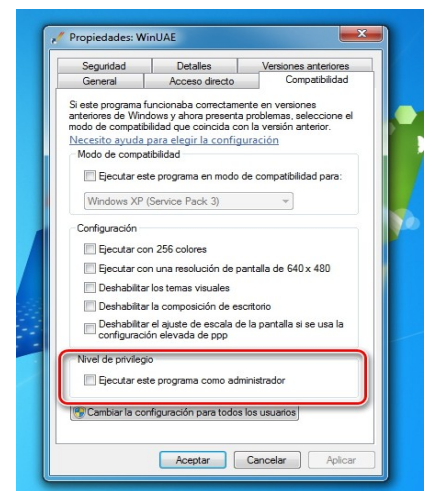 Propiedades: WinUAE
Seguridad Detalles Versiones anteriores
General Acceso directo Compatibilidad
Si este programa funcionaba correctamente en versiones
anteriores de Windows y ahora presenta problemas, seleccione el
modo de compatibilidad que coincida con la versión anterior.
Necesito ayuda para elegir la configuración
Modo de compatibilidad
Ejecutar este programa en modo de compatibilidad para:
Windows XP (Service Pack 3)
Configuración
Ejecutar con 256 colores
Ejecutar con una resolución de pantalla de 640 x 480
Deshabilitar los temas visuales
Deshabilitar la composición de escritorio
Deshabilitar el ajuste de escala de la pantalla si se usa la
configuración elevada de ppp
Nivel de privilegio
Ejecutar este programa como administrador
Cambiar la configuración para todos los usuarios
Aceptar Cancelar Aplicar